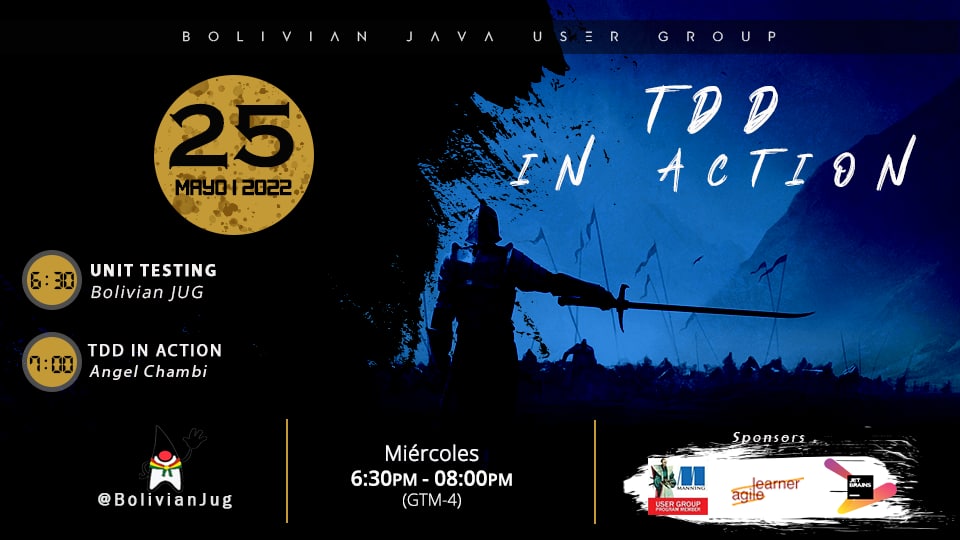 BOLIVIAN JAVA USER GROUP
25
MAYO | 2022
TDD
IN ACTION
6:30
UNIT TESTING
Bolivian JUG
7:00
TDD IN ACTION
Angel Chambi
@BolivianJug
Miércoles
6:30PM - 08:00PM
(GTM-4)
Sponsors
MANNING
USER GROUP
PROGRAM MEMBER
agile learner
JET
BRAINS